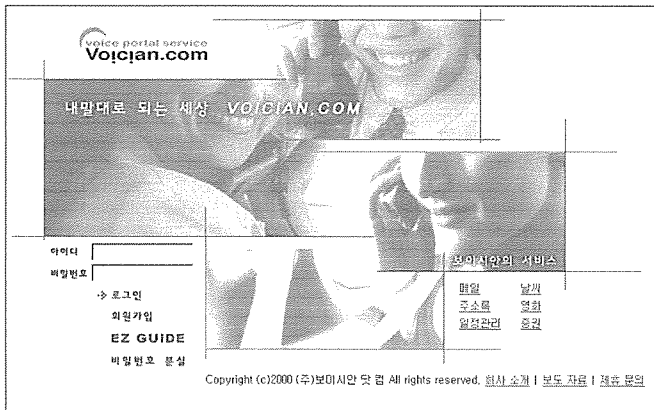 voice portal service
Voician.com
내말대로 되는 세상 VOICIAN.COM
아이디
비밀번호
로그인
회원가입
EZ GUIDE
비밀번호 분실
보이시안의 서비스
메일 날씨
주소록 영화
일정관리 증권
Copyright (c)2000 (주)보이시안 닷 컴 All rights reserved. 회사 소개 | 보도 자료 | 제휴 문의